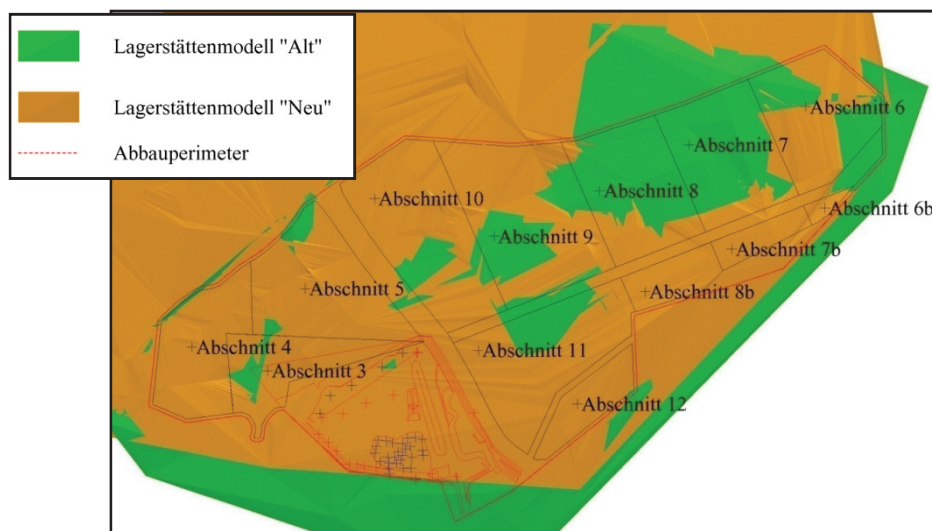 Lagerstättenmodell "Alt"
Lagerstättenmodell "Neu"
Abbauperimeter
Abschnitt 6
Abschnitt 7
Abschnitt 8
Abschnitt 10
Abschnitt 6b
Abschnitt 9
Abschnitt 7b
Abschnitt 5
Abschnitt 8b
Abschnitt 4
Abschnitt 11
Abschnitt 3
Abschnitt 12